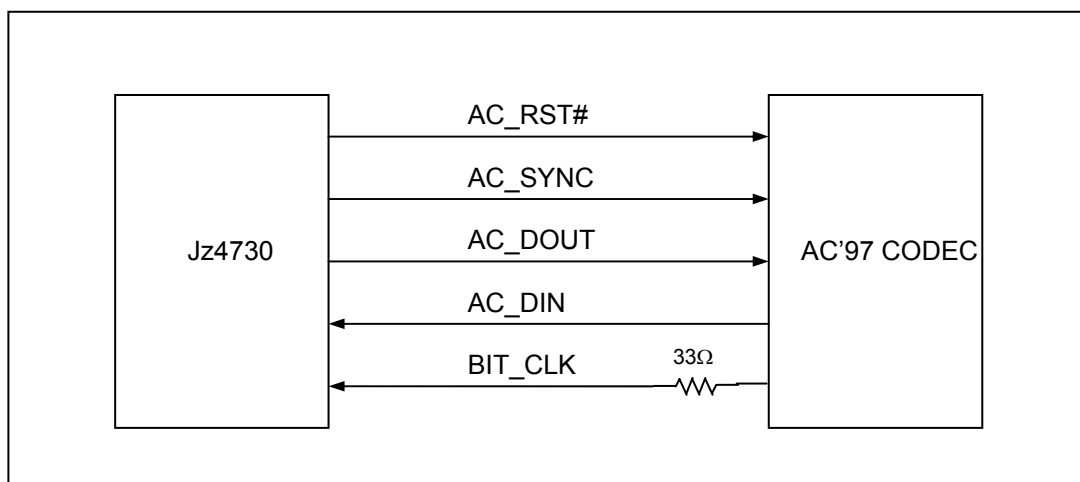 AC_RST#
AC_SYNC
Jz4730
AC_DOUT
AC'97 CODEC
AC_DIN
BIT_CLK
33Ω